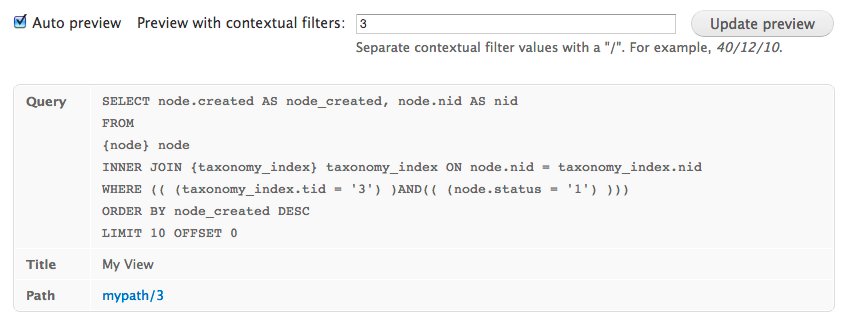 Auto preview Preview with contextual filters: 3 Update preview
Separate contextual filter values with a "/". For example, 40/12/10.
Query SELECT node.created AS node_created, node.nid AS nid
FROM
{node} node
INNER JOIN {taxonomy_index} taxonomy_index ON node.nid = taxonomy_index.nid
WHERE (( (taxonomy_index.tid = '3') )AND(( (node.status = '1') )))
ORDER BY node_created DESC
LIMIT 10 OFFSET 0
Title My View
Path mypath/3